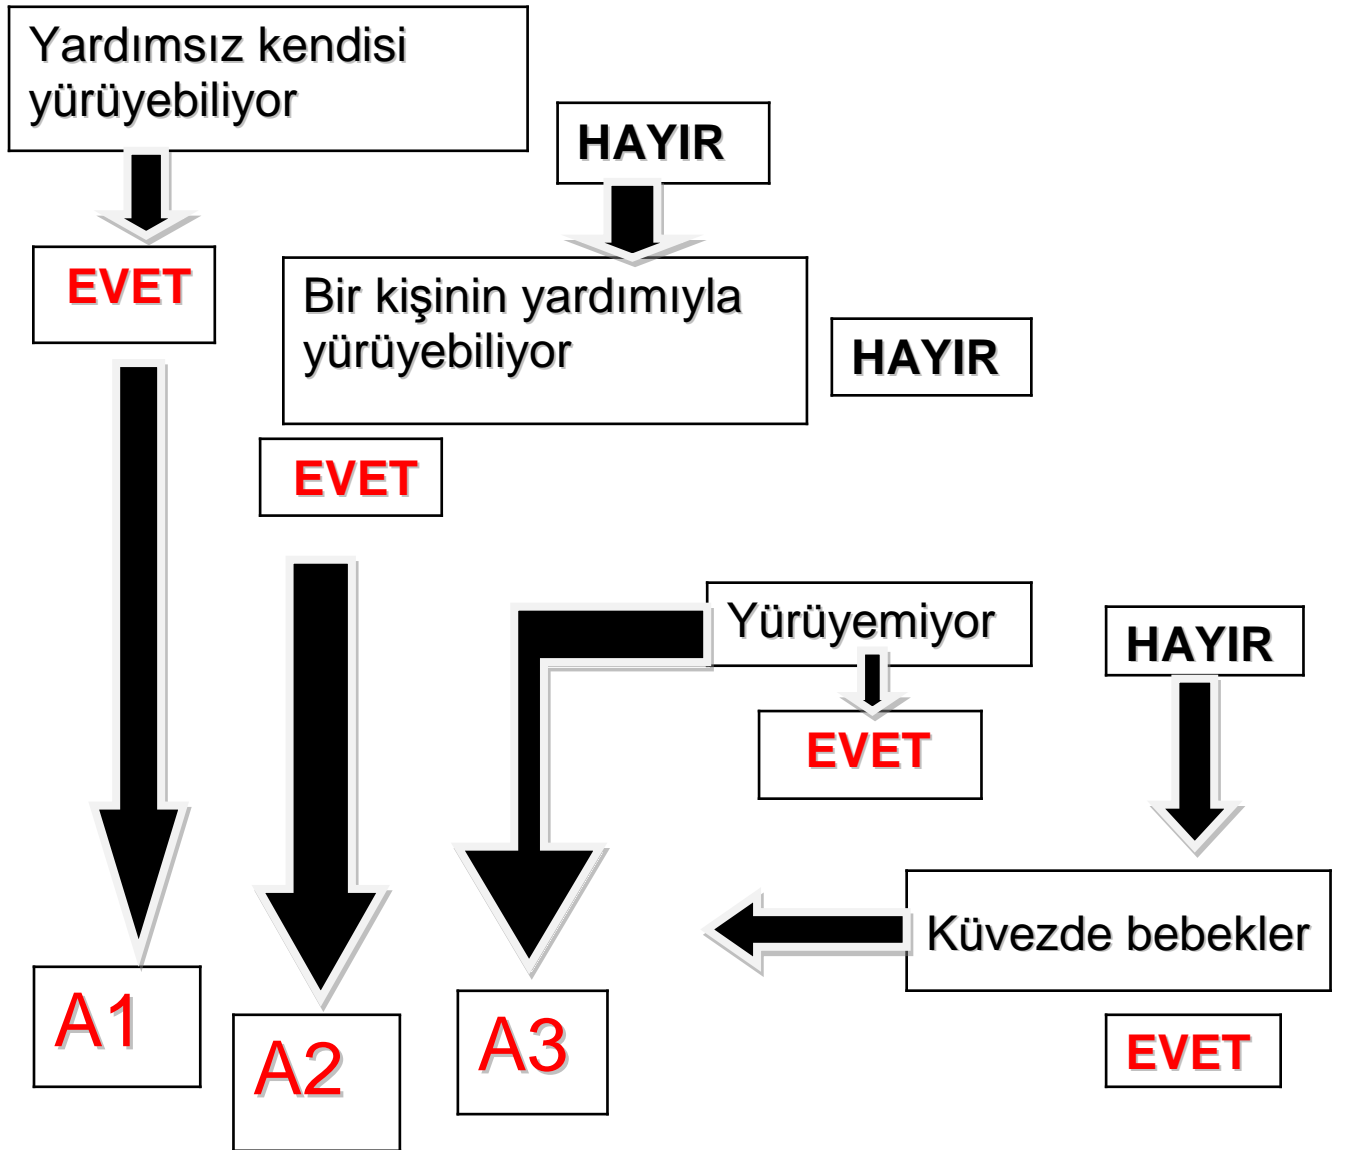 Yardımsız kendisi
yürüyebiliyor
HAYIR
EVET
Bir kişinin yardımıyla
yürüyebiliyor
HAYIR
EVET
Yürüyemiyor
HAYIR
EVET
Küvezde bebekler
A1
A2
A3
EVET